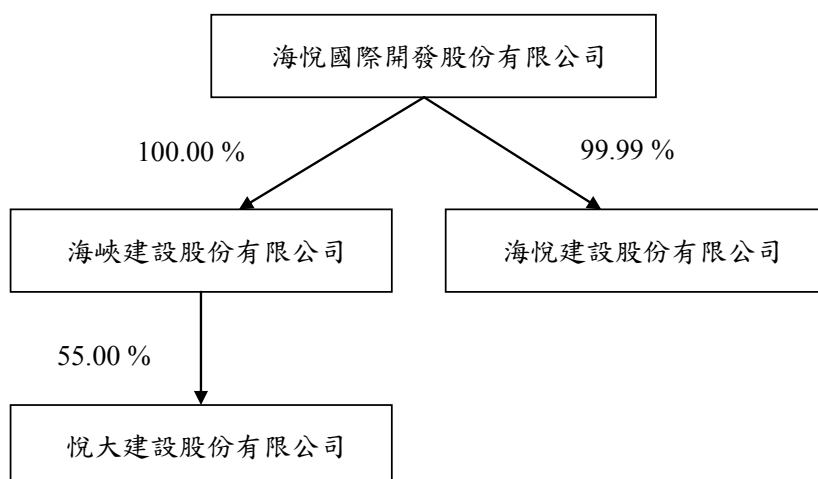 海悅國際開發股份有限公司
100.00 %
99.99 %
海峽建設股份有限公司
海悅建設股份有限公司
55.00 %
悅大建設股份有限公司